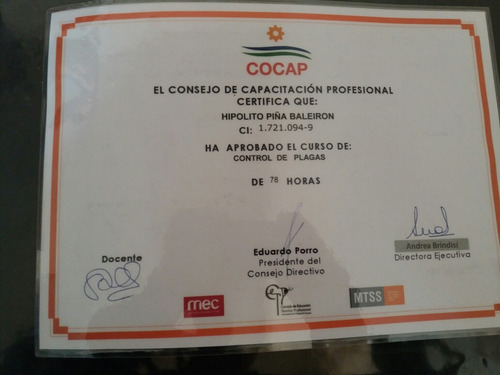 COCAP
EL CONSEJO DE CAPACITACIÓN PROFESIONAL
CERTIFICA QUE:
HIPOLITO PIÑA BALEIRON
CI: 1.721.094-9
HA APROBADO EL CURSO DE:
CONTROL DE PLAGAS
DE 78 HORAS
Docente
Eduardo Porro
Presidente del
Consejo Directivo
Andrea Brindisi
Directora Ejecutiva
mec
MTSS